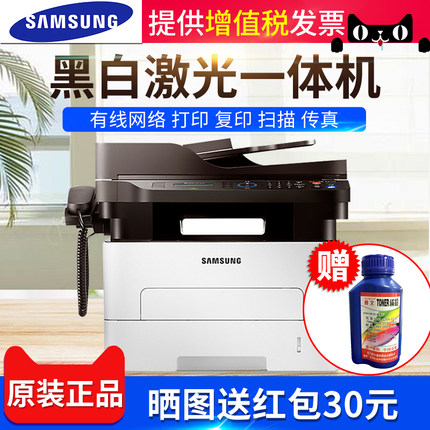 SAMSUNG
提供增值税发票
黑白激光一体机
有线网络 打印 复印 扫描 传真
SAMSUNG
赠
TONER
原装正品
晒图送红包30元